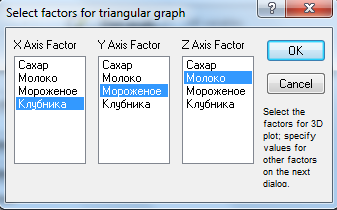 Select factors for triangular graph
X Axis Factor
Сахар
Молоко
Мороженое
Клубника
Y Axis Factor
Сахар
Молоко
Мороженое
Клубника
Z Axis Factor
Сахар
Молоко
Мороженое
Клубника
OK
Cancel
Select the
factors for 3D
plot; specify
values for
other factors
on the next
dialog.